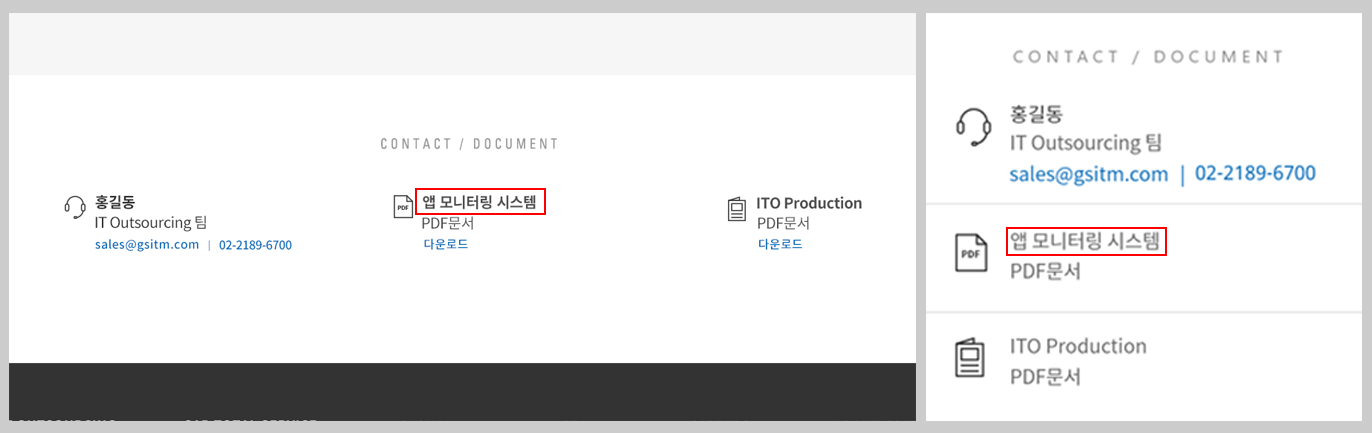 CONTACT / DOCUMENT
홍길동
IT Outsourcing 팀
sales@gsitm.com | 02-2189-6700
PDF
앱 모니터링 시스템
PDF문서
다운로드
ITO Production
PDF문서
다운로드
CONTACT / DOCUMENT
홍길동
IT Outsourcing 팀
sales@gsitm.com | 02-2189-6700
PDF
앱 모니터링 시스템
PDF문서
ITO Production
PDF문서